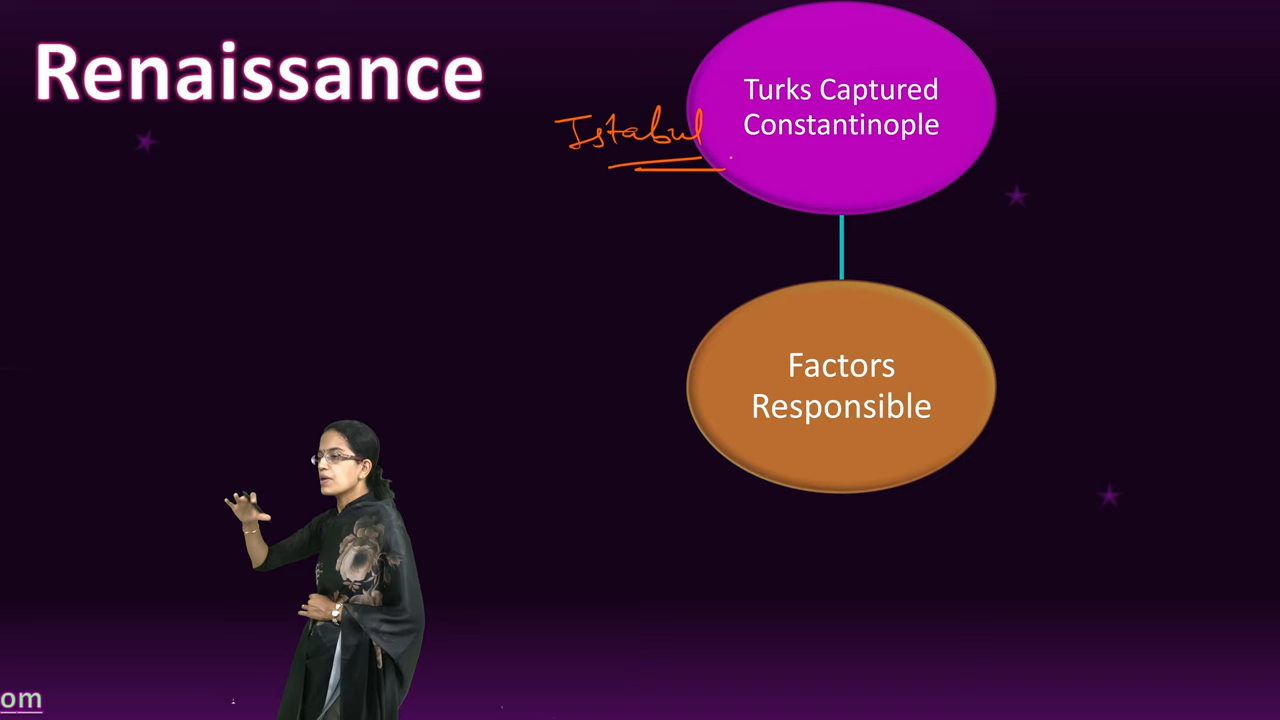 Renaissance
Turks Captured
Constantinople
Istabul
Factors
Responsible
om